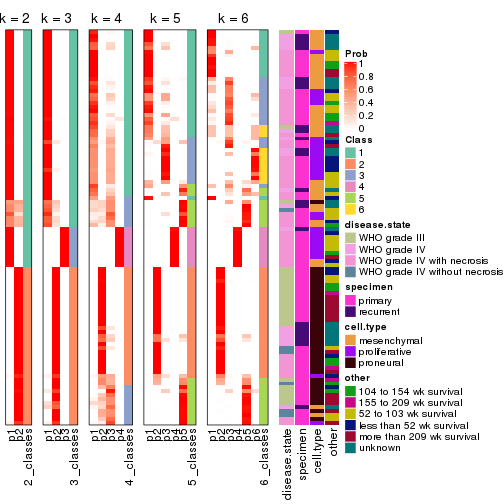 k = 2 k = 3 k = 4 k = 5 k = 6
Prob
1
0.8
0.6
0.4
0.2
0
Class
1
2
3
4
5
6
disease.state
WHO grade III
WHO grade IV
WHO grade IV with necrosis
WHO grade IV without necrosis
specimen
primary
recurrent
cell.type
mesenchymal
proliferative
proneural
other
104 to 154 wk survival
155 to 209 wk survival
52 to 103 wk survival
less than 52 wk survival
more than 209 wk survival
unknown
p1
p2
2_classes
p1
p2
p3
3_classes
p1
p2
p3
p4
4_classes
p1
p2
p3
p4
p5
5_classes
p1
p2
p3
p4
p5
p6
6_classes
disease.state
specimen
cell.type
other